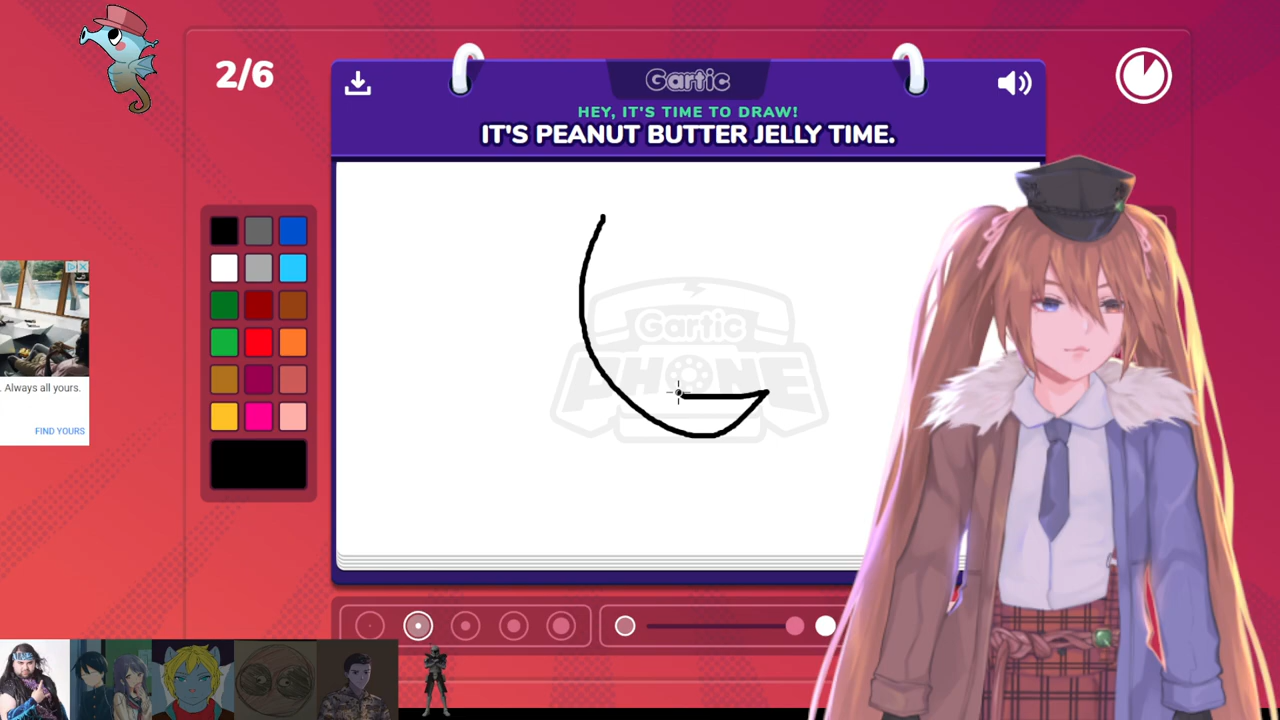 2/6
Gartic
HEY, IT'S TIME TO DRAW!
IT'S PEANUT BUTTER JELLY TIME.
Gartic
PHONE
. Always all yours.
FIND YOURS